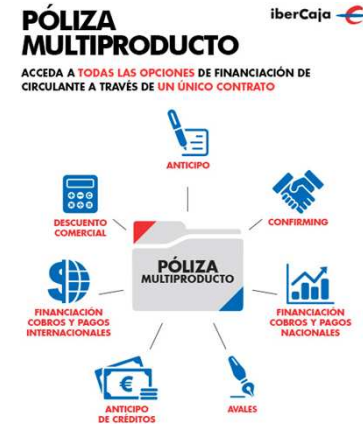 PÓLIZA
MULTIPRODUCTO
iberCaja
ACCEDA A TODAS LAS OPCIONES DE FINANCIACIÓN DE
CIRCULANTE A TRAVÉS DE UN ÚNICO CONTRATO
ANTICIPO
DESCUENTO
COMERCIAL
CONFIRMING
PÓLIZA
MULTIPRODUCTO
FINANCIACIÓN
COBROS Y PAGOS
INTERNACIONALES
FINANCIACIÓN
COBROS Y PAGOS
NACIONALES
ANTICIPO
DE CRÉDITOS
AVALES